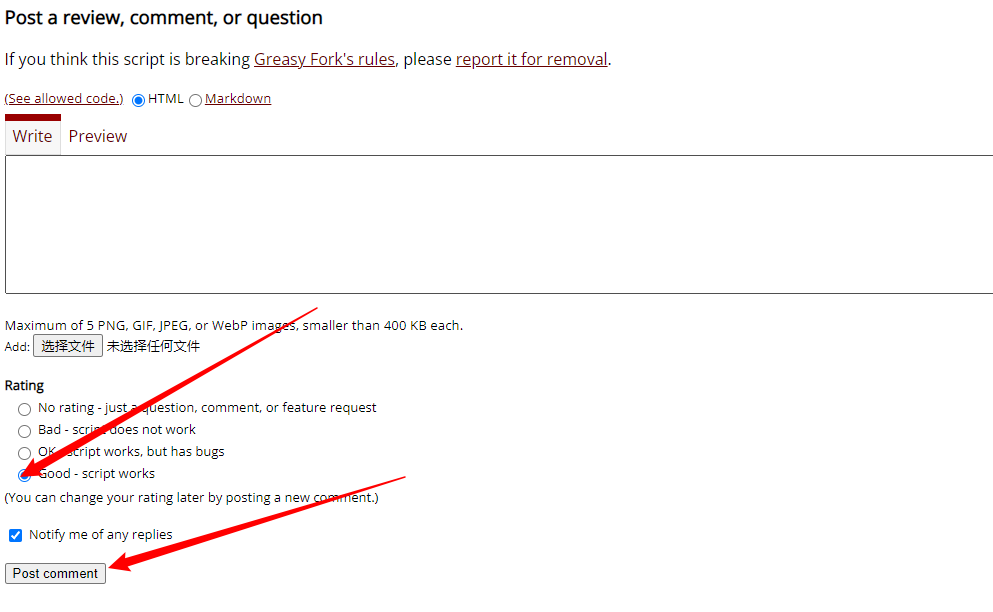 Post a review, comment, or question
If you think this script is breaking Greasy Fork's rules, please report it for removal.
(See allowed code.) HTML Markdown
Write Preview
Maximum of 5 PNG, GIF, JPEG, or WebP images, smaller than 400 KB each.
Add: 选择文件 未选择任何文件
Rating
No rating - just a question, comment, or feature request
Bad - script does not work
OK - script works, but has bugs
Good - script works
(You can change your rating later by posting a new comment.)
Notify me of any replies
Post comment